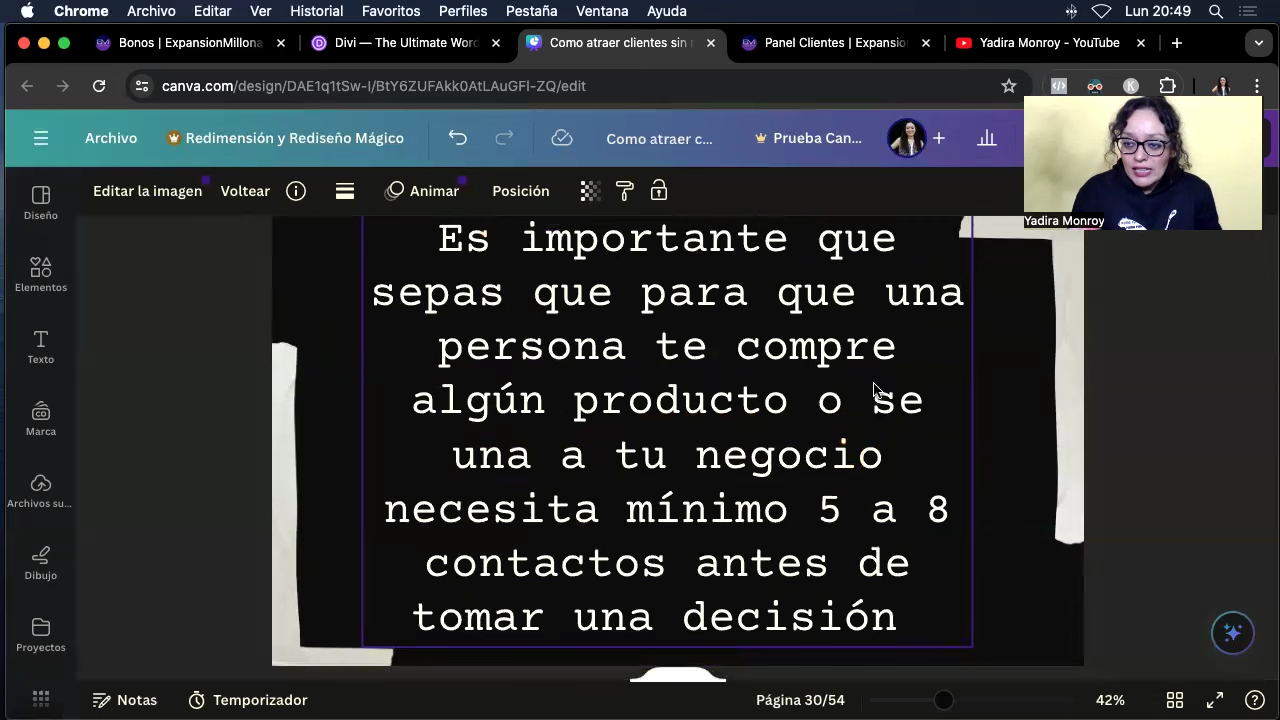 Chrome Archivo Editar Ver Historial Favoritos Perfiles Pestaña Ventana Ayuda Lun 20:49
Bonos | ExpansionMillona
Divi — The Ultimate Wor
Como atraer clientes sin
Panel Clientes | Expansio
Yadira Monroy - YouTube
canva.com/design/DAE1q1tSw-I/BtY6ZUFAkk0AtLAuGFI-ZQ/edit
Archivo Redimensión y Rediseño Mágico Como atraer c... Prueba Can...
Editar la imagen Voltear Animar Posición
Yadira Monroy
Diseño
Elementos
Texto
Marca
Archivos su...
Dibujo
Proyectos
Es importante que
sepas que para que una
persona te compre
algún producto o se
una a tu negocio
necesita mínimo 5 a 8
contactos antes de
tomar una decisión
Notas Temporizador Página 30/54 42%